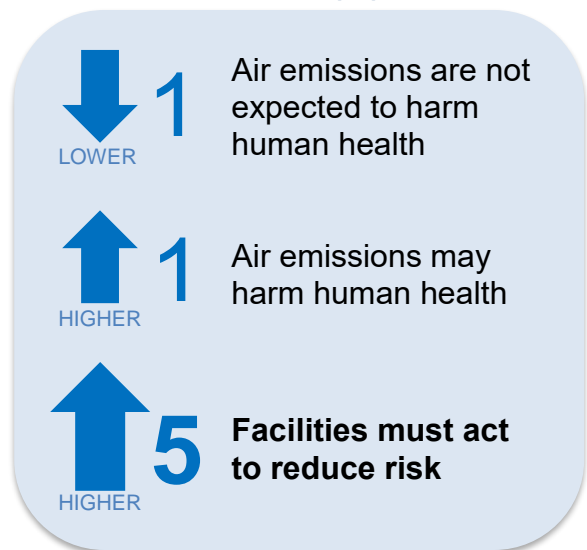 1
Air emissions are not
expected to harm
human health
LOWER
1
Air emissions may
harm human health
HIGHER
5
Facilities must act
to reduce risk
HIGHER